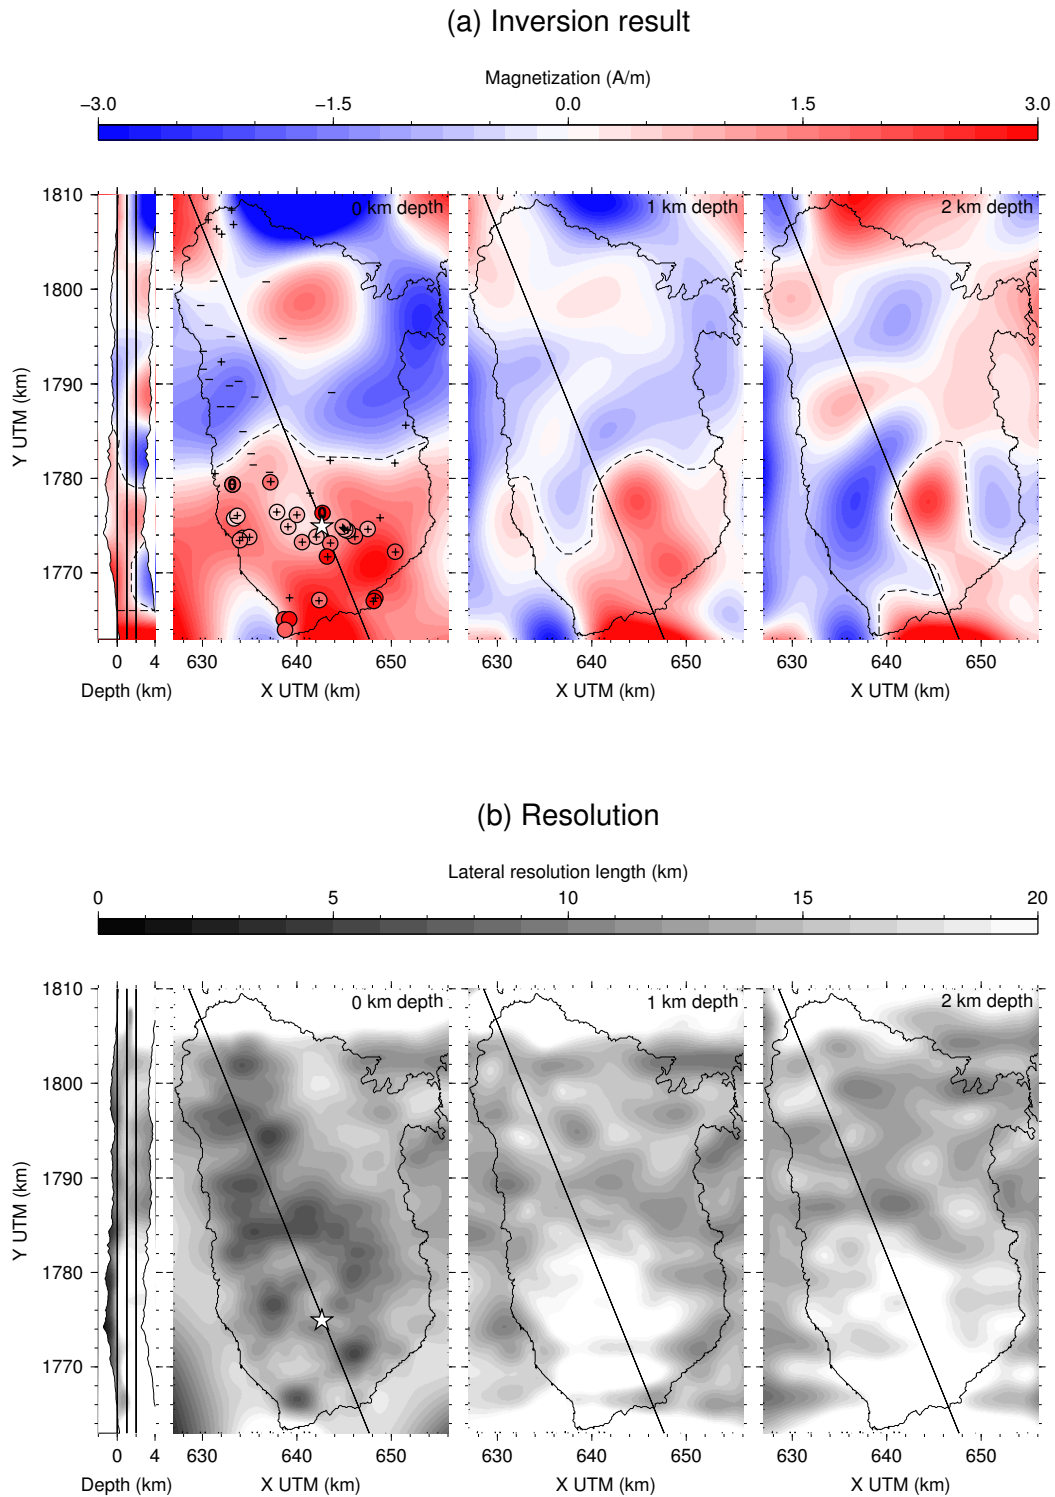 (a) Inversion result
Magnetization (A/m)
−3.0 −1.5 0.0 1.5 3.0
0 km depth 1 km depth 2 km depth
1810
1800
1790
1780
1770
Y UTM (km)
0 4 630 640 650 630 640 650 630 640 650
Depth (km) X UTM (km) X UTM (km) X UTM (km)
(b) Resolution
Lateral resolution length (km)
0 5 10 15 20
0 km depth 1 km depth 2 km depth
1810
1800
1790
1780
1770
Y UTM (km)
0 4 630 640 650 630 640 650 630 640 650
Depth (km) X UTM (km) X UTM (km) X UTM (km)